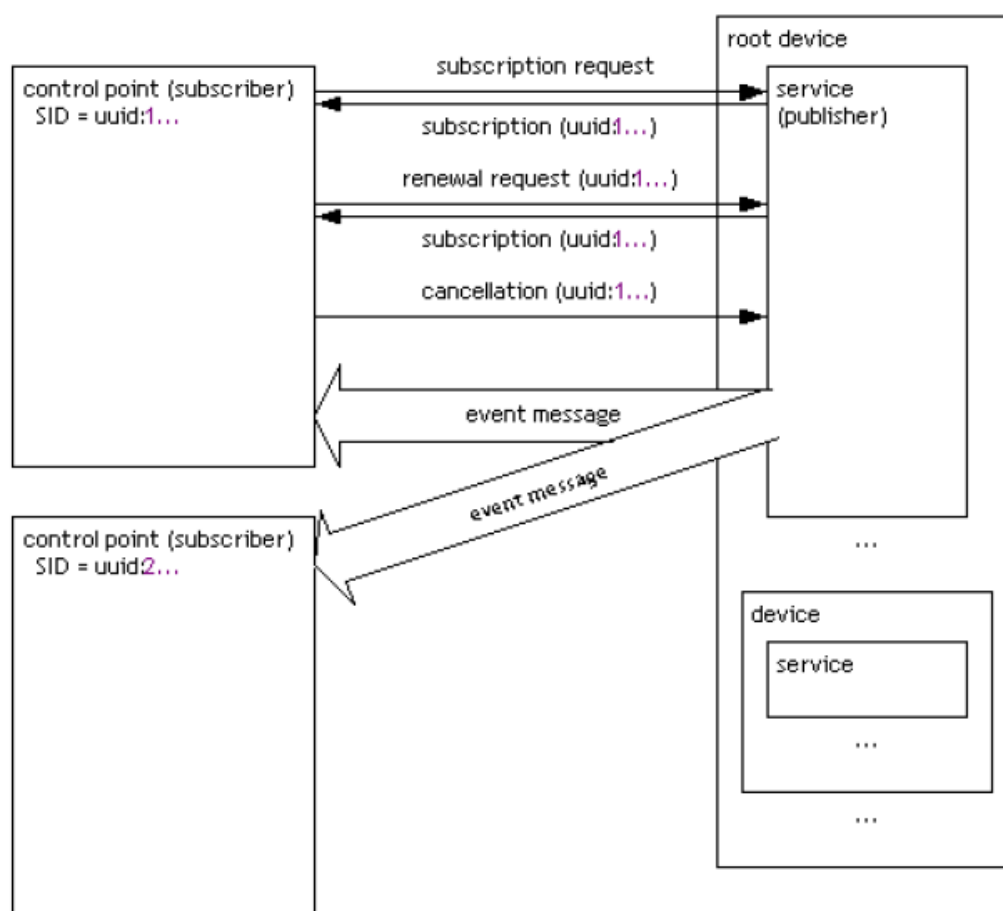 root device
control point (subscriber)
SID = uuid:1...
subscription request
service
(publisher)
subscription (uuid:1...)
renewal request (uuid:1...)
subscription (uuid:1...)
cancellation (uuid:1...)
event message
event message
control point (subscriber)
SID = uuid:2...
...
device
service
...
...